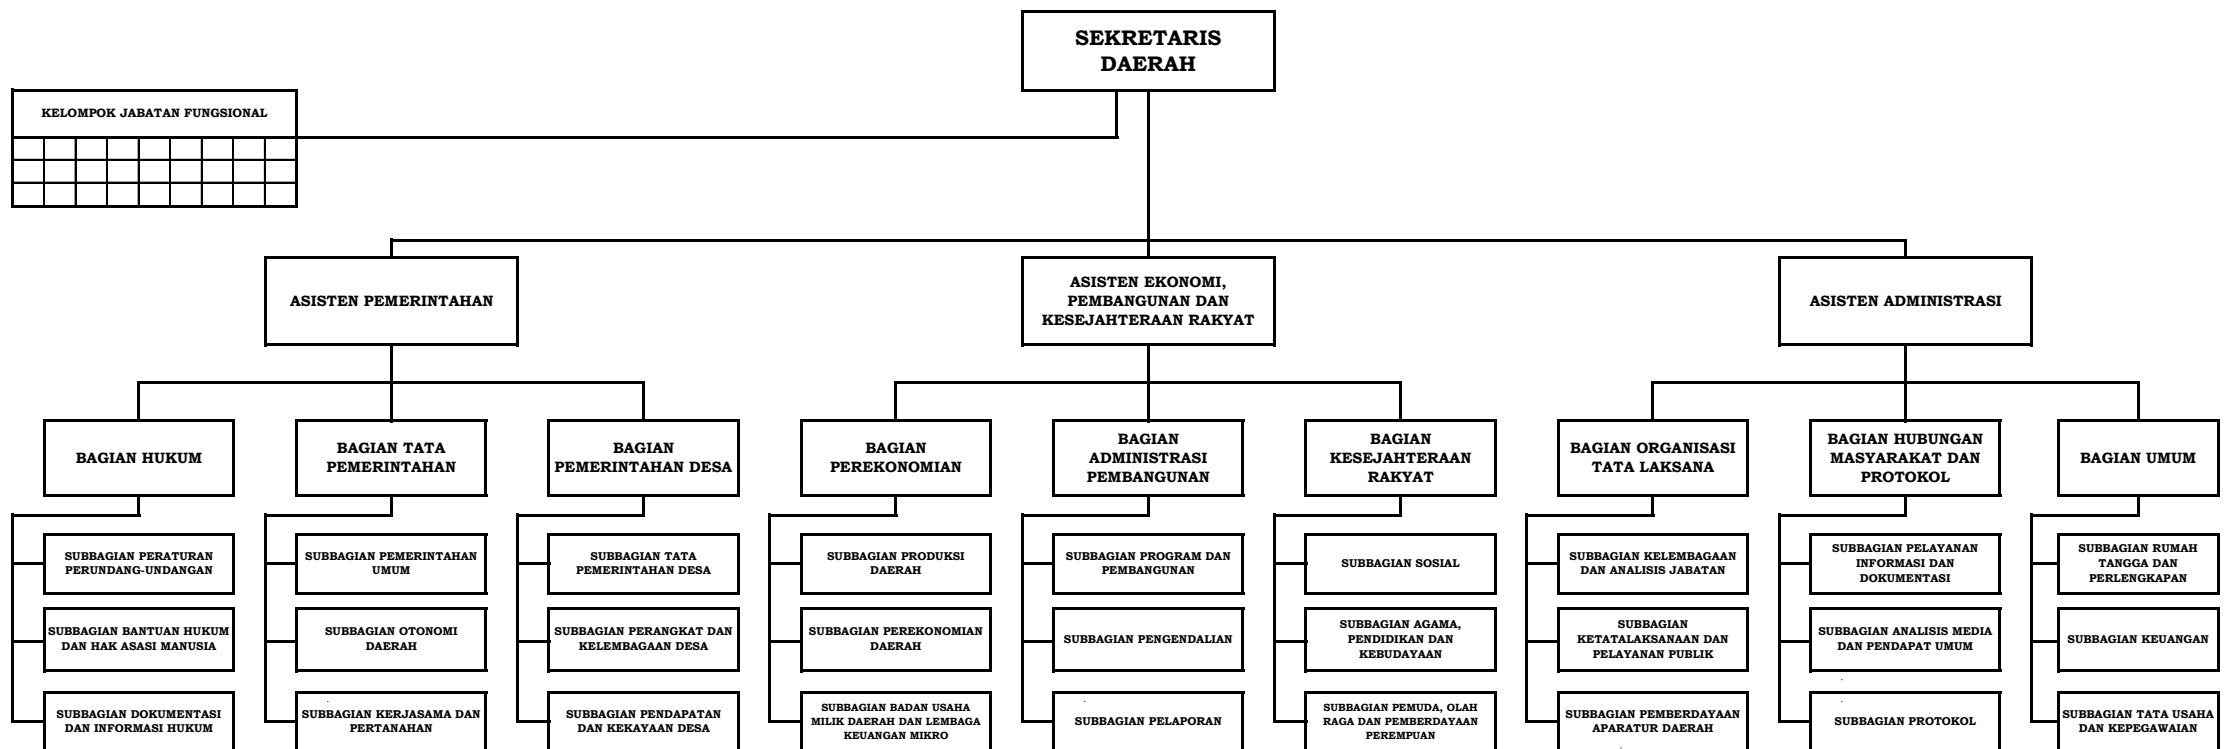 SEKRETARIS
DAERAH
KELOMPOK JABATAN FUNGSIONAL
ASISTEN PEMERINTAHAN
ASISTEN EKONOMI,
PEMBANGUNAN DAN
KESEJAHTERAAN RAKYAT
ASISTEN ADMINISTRASI
BAGIAN HUKUM
BAGIAN TATA
PEMERINTAHAN
BAGIAN
PEMERINTAHAN DESA
BAGIAN
PEREKONOMIAN
BAGIAN
ADMINISTRASI
PEMBANGUNAN
BAGIAN
KESEJAHTERAAN
RAKYAT
BAGIAN ORGANISASI
TATA LAKSANA
BAGIAN HUBUNGAN
MASYARAKAT DAN
PROTOKOL
BAGIAN UMUM
SUBBAGIAN PERATURAN
PERUNDANG-UNDANGAN
SUBBAGIAN PEMERINTAHAN
UMUM
SUBBAGIAN TATA
PEMERINTAHAN DESA
SUBBAGIAN PRODUKSI
DAERAH
SUBBAGIAN PROGRAM DAN
PEMBANGUNAN
SUBBAGIAN SOSIAL
SUBBAGIAN KELEMBAGAAN
DAN ANALISIS JABATAN
SUBBAGIAN PELAYANAN
INFORMASI DAN
DOKUMENTASI
SUBBAGIAN RUMAH
TANGGA DAN
PERLENGKAPAN
SUBBAGIAN BANTUAN HUKUM
DAN HAK ASASI MANUSIA
SUBBAGIAN OTONOMI
DAERAH
SUBBAGIAN PERANGKAT DAN
KELEMBAGAAN DESA
SUBBAGIAN PEREKONOMIAN
DAERAH
SUBBAGIAN PENGENDALIAN
SUBBAGIAN AGAMA,
PENDIDIKAN DAN
KEBUDAYAAN
SUBBAGIAN
KETATALAKSANAAN DAN
PELAYANAN PUBLIK
SUBBAGIAN ANALISIS MEDIA
DAN PENDAPAT UMUM
SUBBAGIAN KEUANGAN
SUBBAGIAN DOKUMENTASI
DAN INFORMASI HUKUM
SUBBAGIAN KERJASAMA DAN
PERTANAHAN
SUBBAGIAN PENDAPATAN
DAN KEKAYAAN DESA
SUBBAGIAN BADAN USAHA
MILIK DAERAH DAN LEMBAGA
KEUANGAN MIKRO
SUBBAGIAN PELAPORAN
SUBBAGIAN PEMUDA, OLAH
RAGA DAN PEMBERDAYAAN
PEREMPUAN
SUBBAGIAN PEMBERDAYAAN
APARATUR DAERAH
SUBBAGIAN PROTOKOL
SUBBAGIAN TATA USAHA
DAN KEPEGAWAIAN